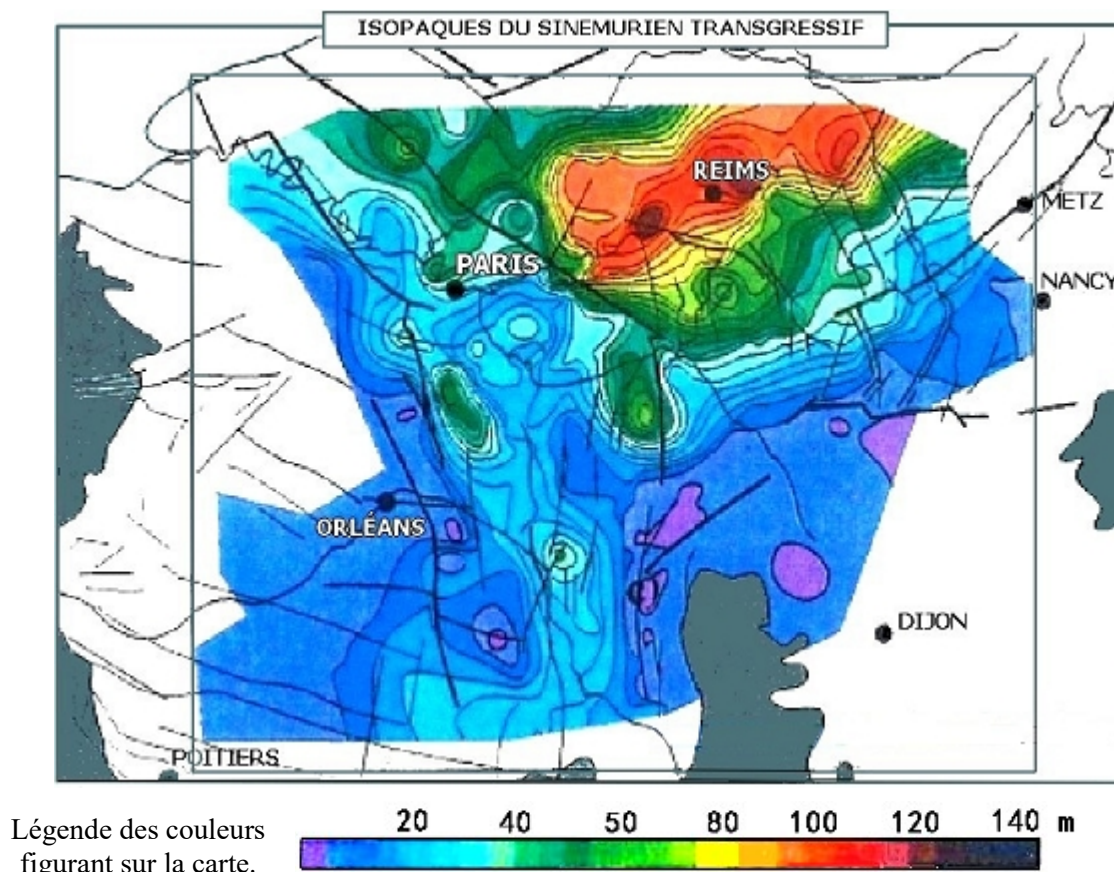 ISOPAQUES DU SINEMURIEN TRANSGRESSIF
REIMS
METZ
PARIS
NANCY
ORLÉANS
DIJON
POITIERS
20 40 50 80 100 120 140 m
Légende des couleurs
figurant sur la carte.